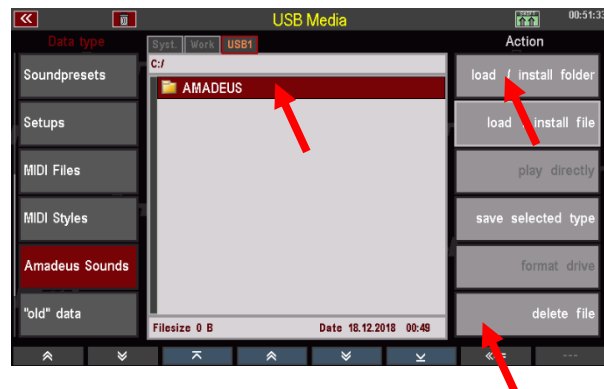 USB Media
SHIFT
00:51:33
Data type
Syst. Work USB1
Action
C:/
AMADEUS
Soundpresets
Setups
MIDI Files
MIDI Styles
Amadeus Sounds
"old" data
load / install folder
load install file
play directly
save selected type
format drive
delete file
Filesize 0 B Date 18.12.2018 00:49
---